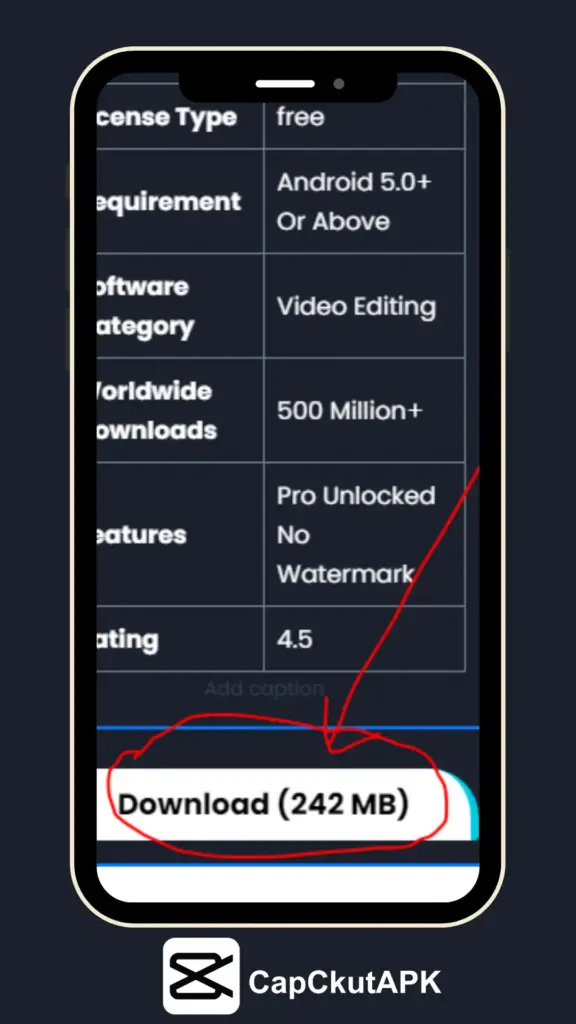 cense Type free
equirement Android 5.0+
Or Above
oftware
ategory Video Editing
orldwide
ownloads 500 Million+
eatures Pro Unlocked
No
Watermark
ating 4.5
Add caption
Download (242 MB)
CapCkutAPK